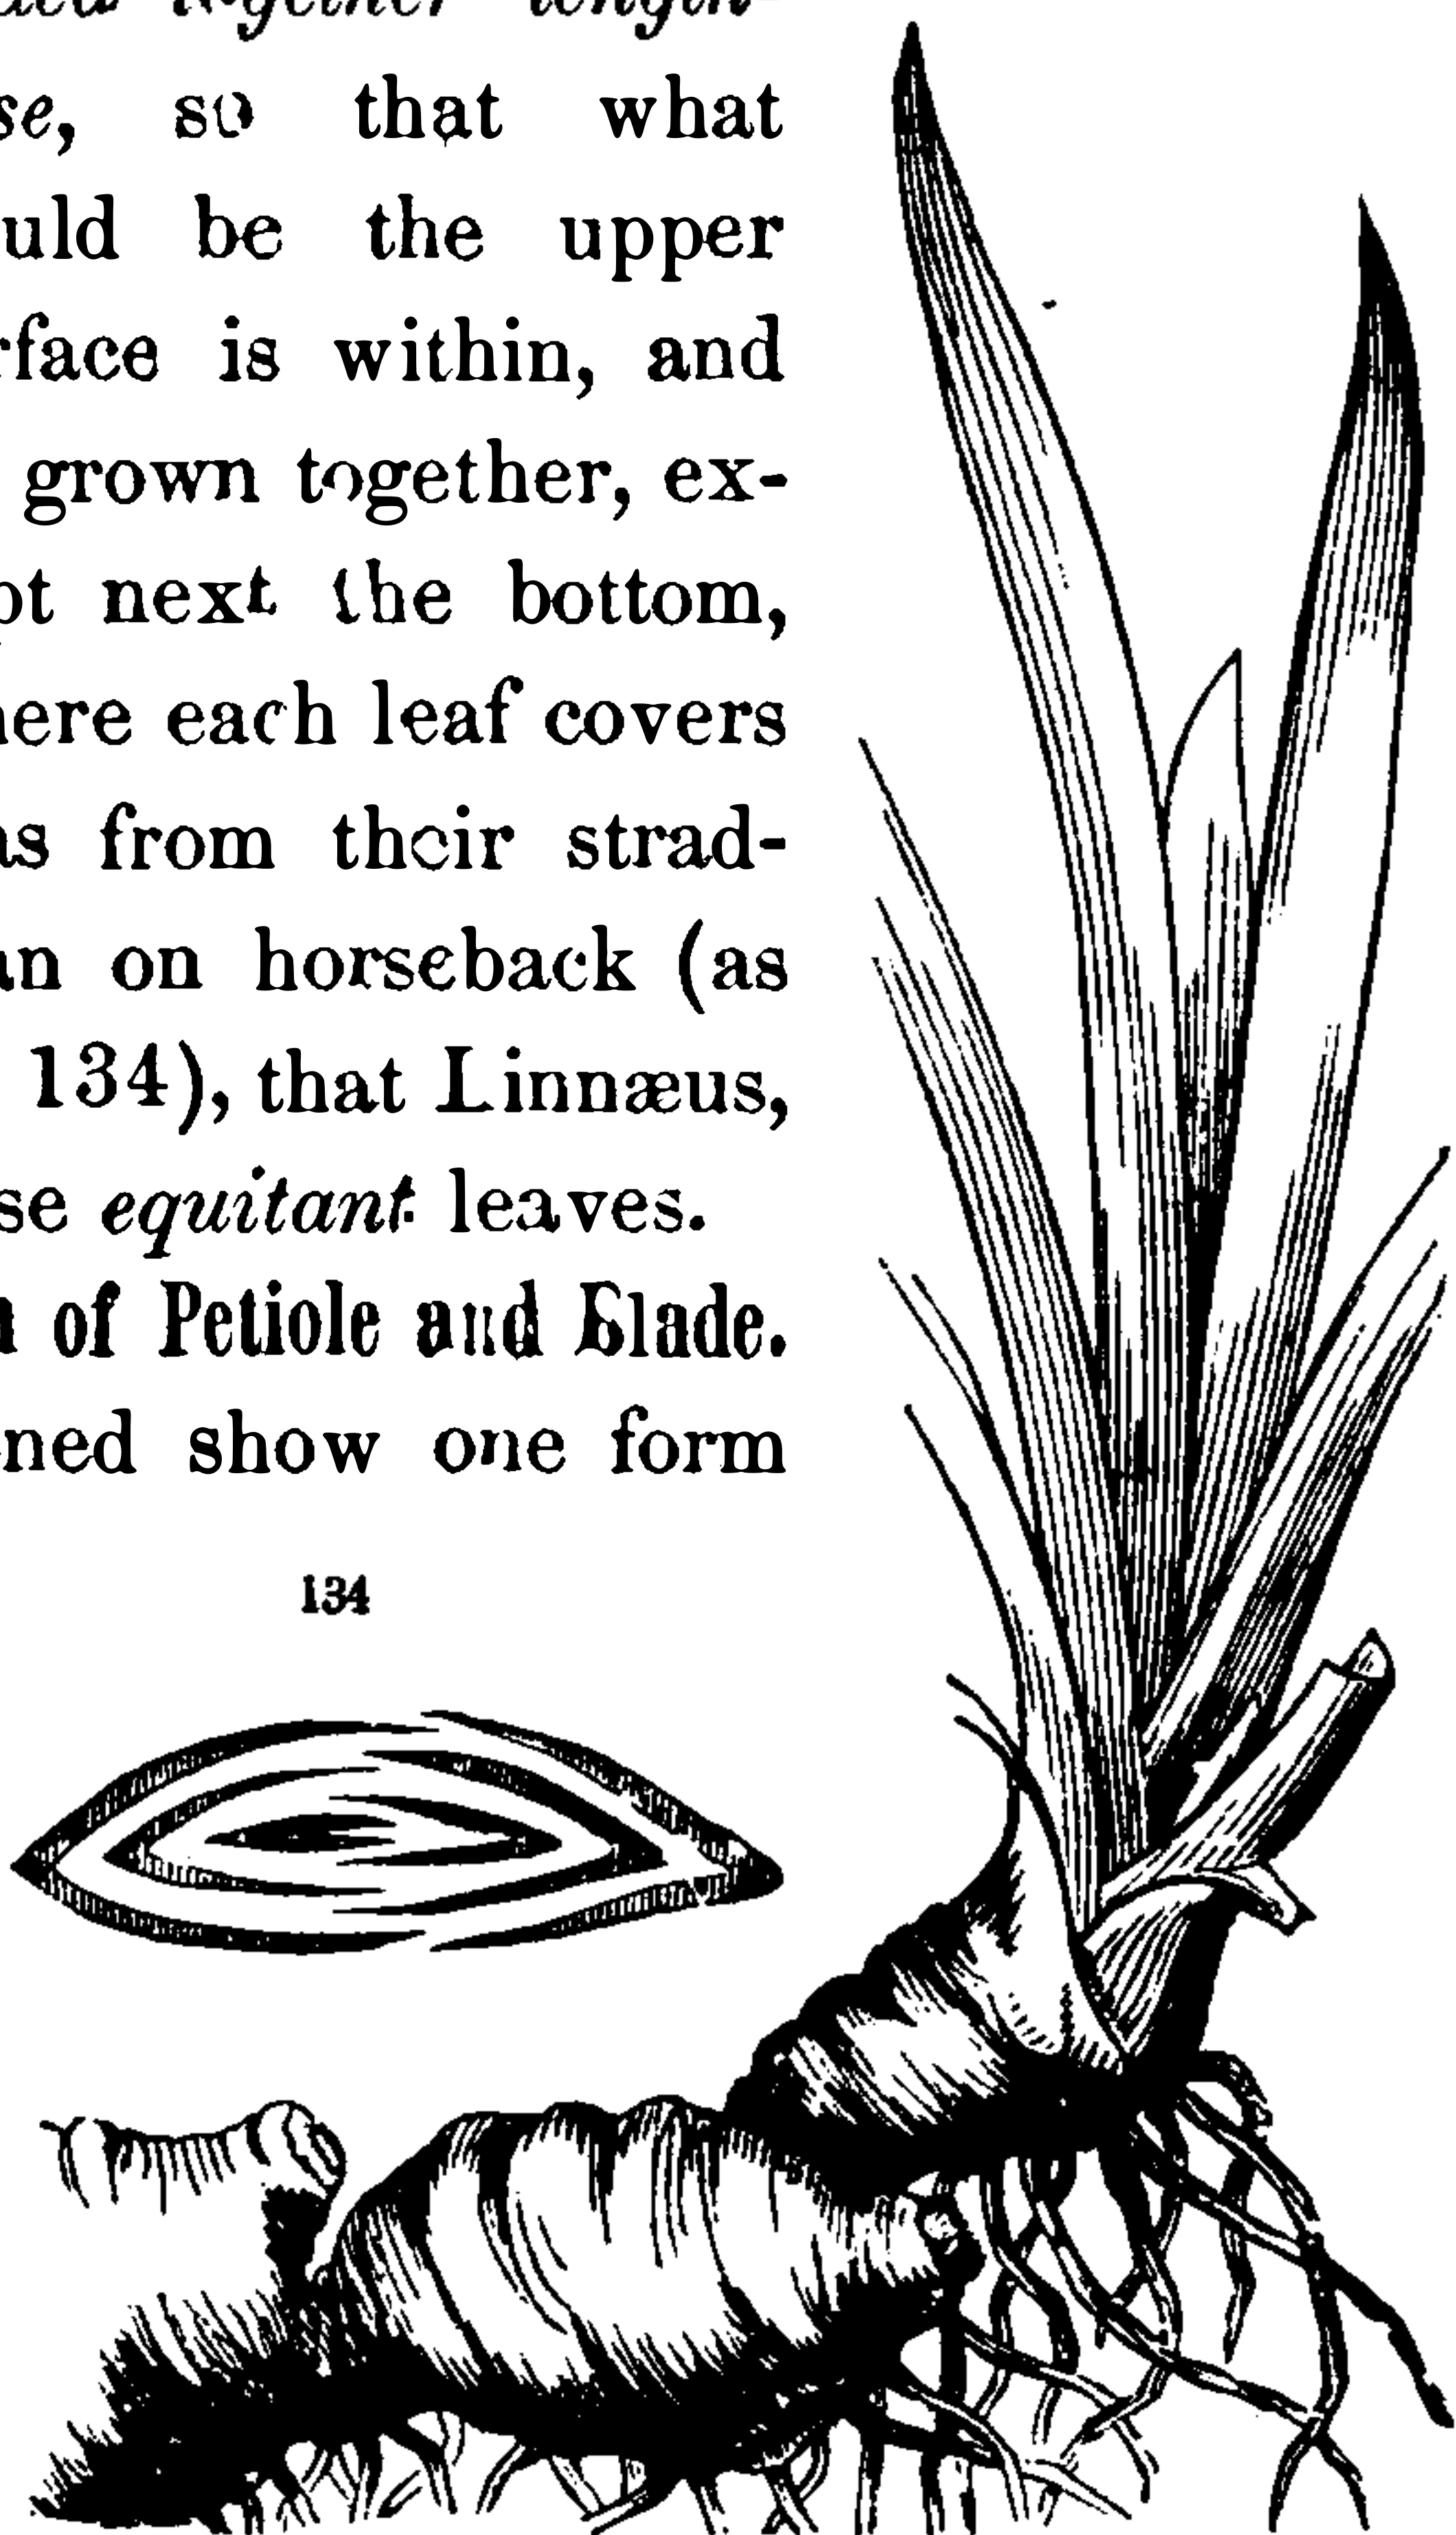 together length-
se, so that what
uld be the upper
rface is within, and
grown together, ex-
pt next the bottom,
here each leaf covers
as from their strad-
an on horseback (as
134), that Linnæus,
se equitant leaves.
of Petiole and Blade.
ned show one form
134